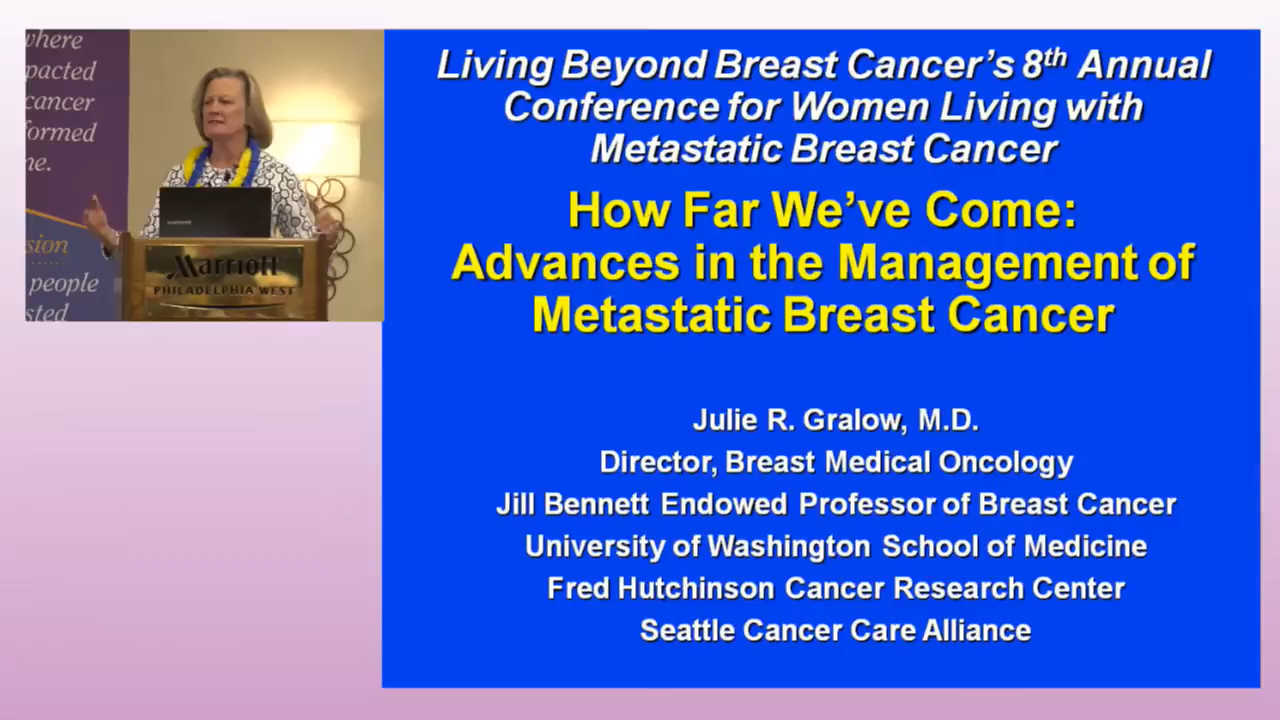 where
pacted
cancer
formed
ne.
sion
people
sted
Marriott
PHILADELPHIA WEST
Living Beyond Breast Cancer’s 8th Annual
Conference for Women Living with
Metastatic Breast Cancer
How Far We’ve Come:
Advances in the Management of
Metastatic Breast Cancer
Julie R. Gralow, M.D.
Director, Breast Medical Oncology
Jill Bennett Endowed Professor of Breast Cancer
University of Washington School of Medicine
Fred Hutchinson Cancer Research Center
Seattle Cancer Care Alliance